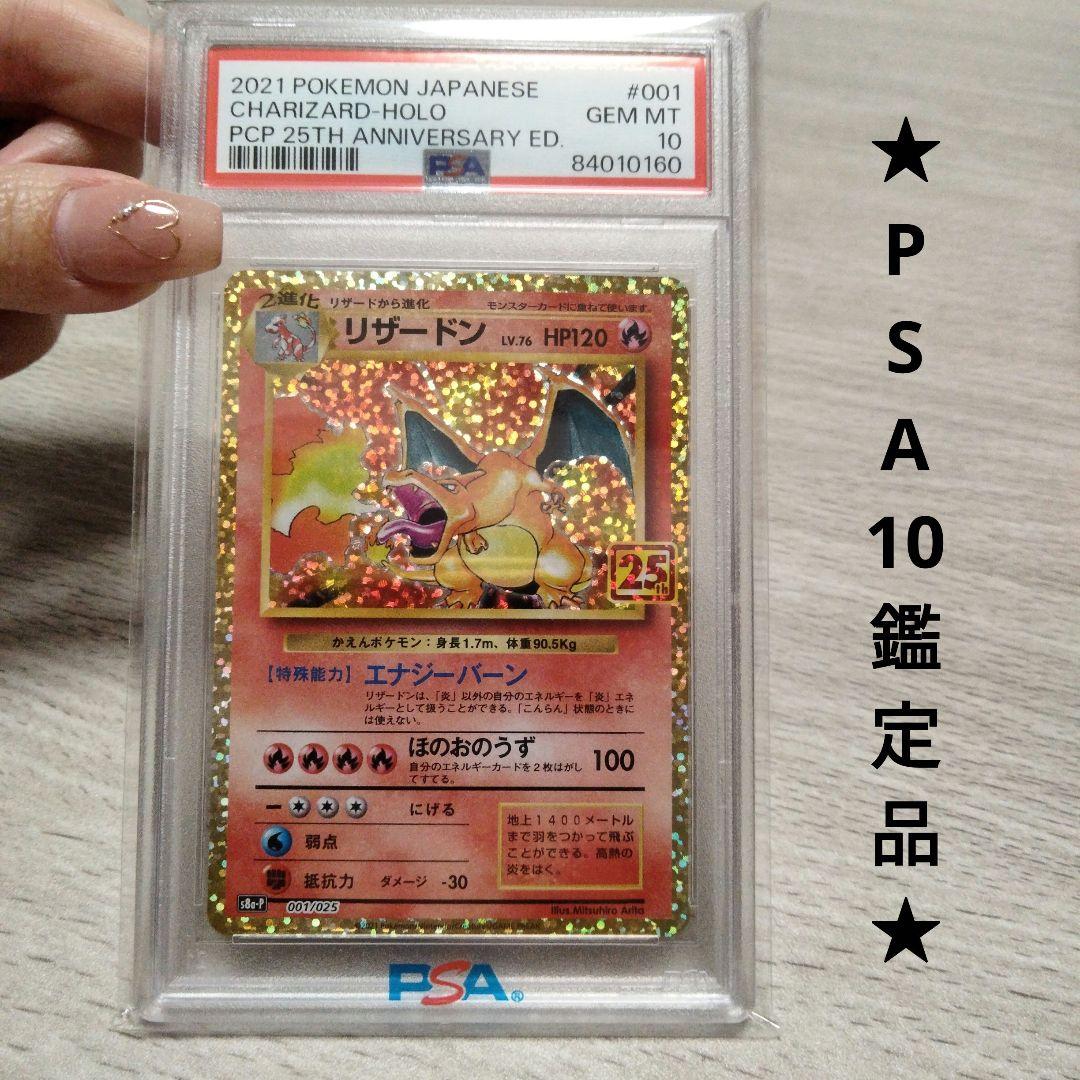 2021 POKEMON JAPANESE #001
CHARIZARD-HOLO GEM MT
PCP 25TH ANNIVERSARY ED. 10
PSA 84010160
2進化 リザードから進化 モンスターカードに重ねて使います。
リザードン LV.76 HP120
25th
かえんポケモン：身長1.7m、体重90.5Kg
【特殊能力】エナジーバーン
リザードンは、「炎」以外の自分のエネルギーを「炎」エネ
ルギーとして扱うことができる。「こんらん」状態のときに
は使えない。
ほのおのうず 100
自分のエネルギーカードを2枚はがし
てすてる。
にげる
弱点
抵抗力 ダメージ -30
地上1400メートル
まで羽をつかって飛ぶ
ことができる。高熱の
炎をはく。
s8a-P 001/025
Illus.Mitsuhiro Arita
PSA®
★PSA10鑑定品★